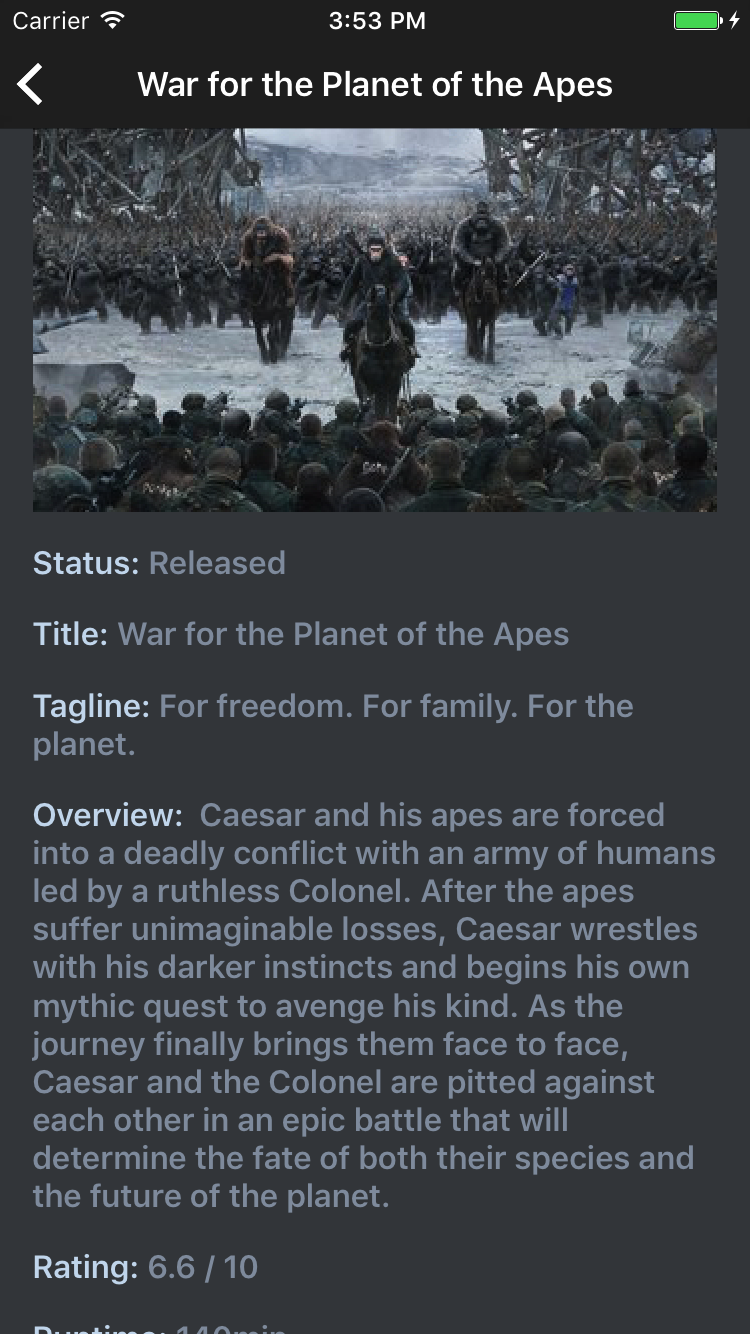 Carrier 3:53 PM
War for the Planet of the Apes
Status: Released
Title: War for the Planet of the Apes
Tagline: For freedom. For family. For the
planet.
Overview: Caesar and his apes are forced
into a deadly conflict with an army of humans
led by a ruthless Colonel. After the apes
suffer unimaginable losses, Caesar wrestles
with his darker instincts and begins his own
mythic quest to avenge his kind. As the
journey finally brings them face to face,
Caesar and the Colonel are pitted against
each other in an epic battle that will
determine the fate of both their species and
the future of the planet.
Rating: 6.6 / 10
Runtime: 140min